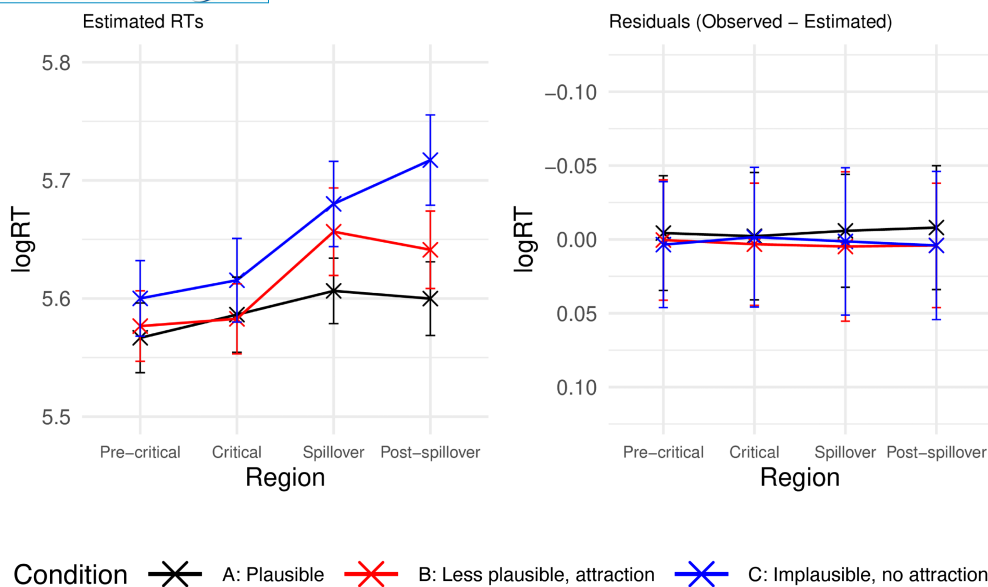 Estimated RTs
5.8
5.7
5.6
5.5
logRT
Pre−critical Critical Spillover Post−spillover
Region
Residuals (Observed − Estimated)
−0.10
−0.05
0.00
0.05
0.10
logRT
Pre−critical Critical Spillover Post−spillover
Region
Condition A: Plausible B: Less plausible, attraction C: Implausible, no attraction